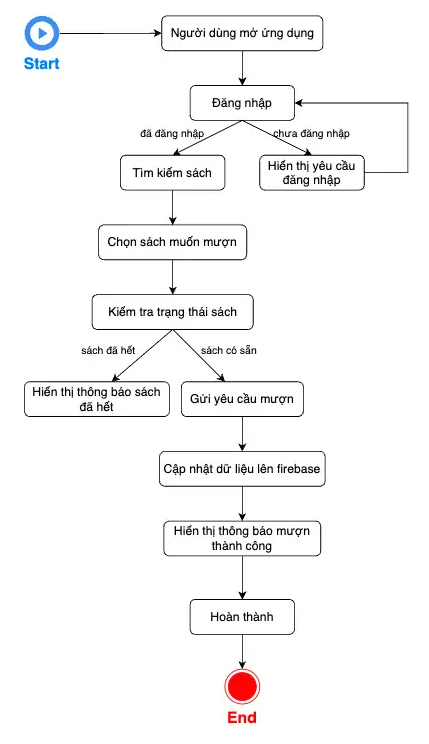 Người dùng mở ứng dụng
Start
Đăng nhập
đã đăng nhập
chưa đăng nhập
Tìm kiếm sách
Hiển thị yêu cầu
đăng nhập
Chọn sách muốn mượn
Kiểm tra trạng thái sách
sách đã hết
sách có sẵn
Hiển thị thông báo sách
đã hết
Gửi yêu cầu mượn
Cập nhật dữ liệu lên firebase
Hiển thị thông báo mượn
thành công
Hoàn thành
End